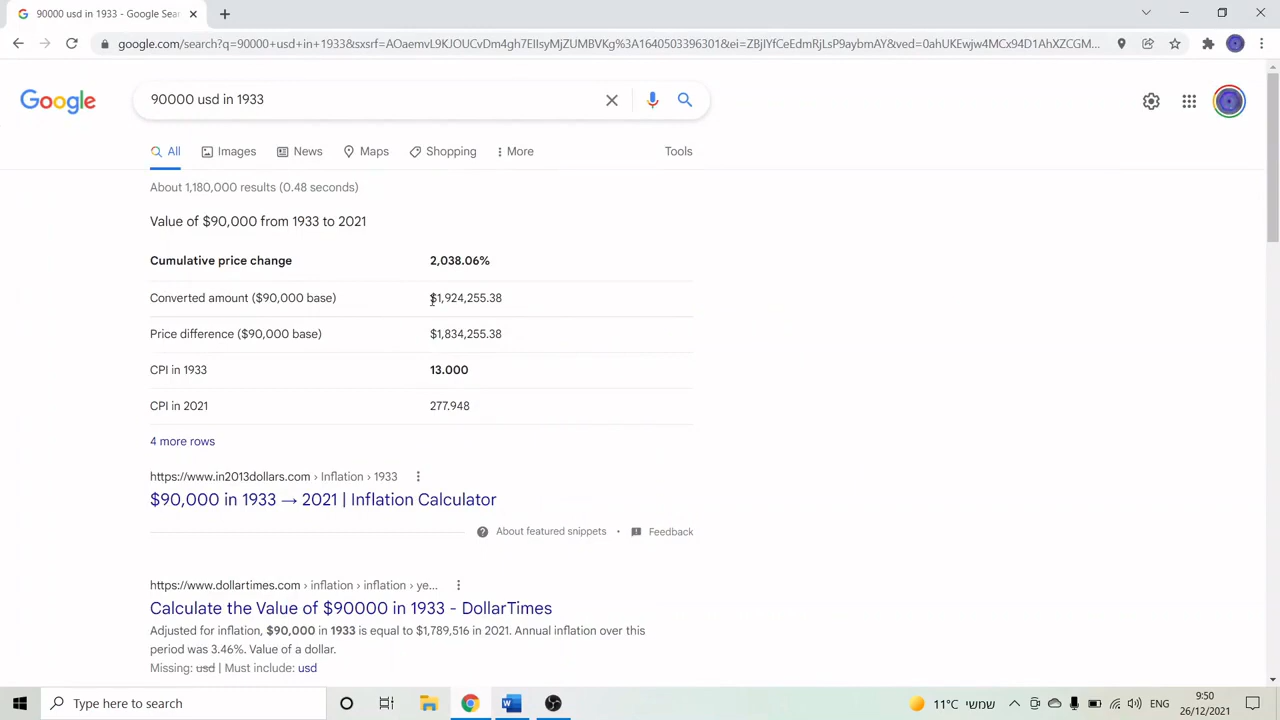 90000 usd in 1933 - Google Sear
google.com/search?q=90000+usd+in+1933&sxsrf=AOaemvL9KJOUCvDm4gh7EIIsyMjZUMBVKg%3A1640503396301&ei=ZBjIYfCeEdmRjLsP9aybmAY&ved=0ahUKEwjw4MCx94D1AhXZCGM...
Google
90000 usd in 1933
All
Images
News
Maps
Shopping
More
Tools
About 1,180,000 results (0.48 seconds)
Value of $90,000 from 1933 to 2021
Cumulative price change 2,038.06%
Converted amount ($90,000 base) $1,924,255.38
Price difference ($90,000 base) $1,834,255.38
CPI in 1933 13.000
CPI in 2021 277.948
4 more rows
https://www.in2013dollars.com › Inflation › 1933
$90,000 in 1933 → 2021 | Inflation Calculator
About featured snippets • Feedback
https://www.dollartimes.com › inflation › inflation › ye...
Calculate the Value of $90000 in 1933 - DollarTimes
Adjusted for inflation, $90,000 in 1933 is equal to $1,789,516 in 2021. Annual inflation over this
period was 3.46%. Value of a dollar.
Missing: usd | Must include: usd
Type here to search
11°C שמשי
9:50
26/12/2021